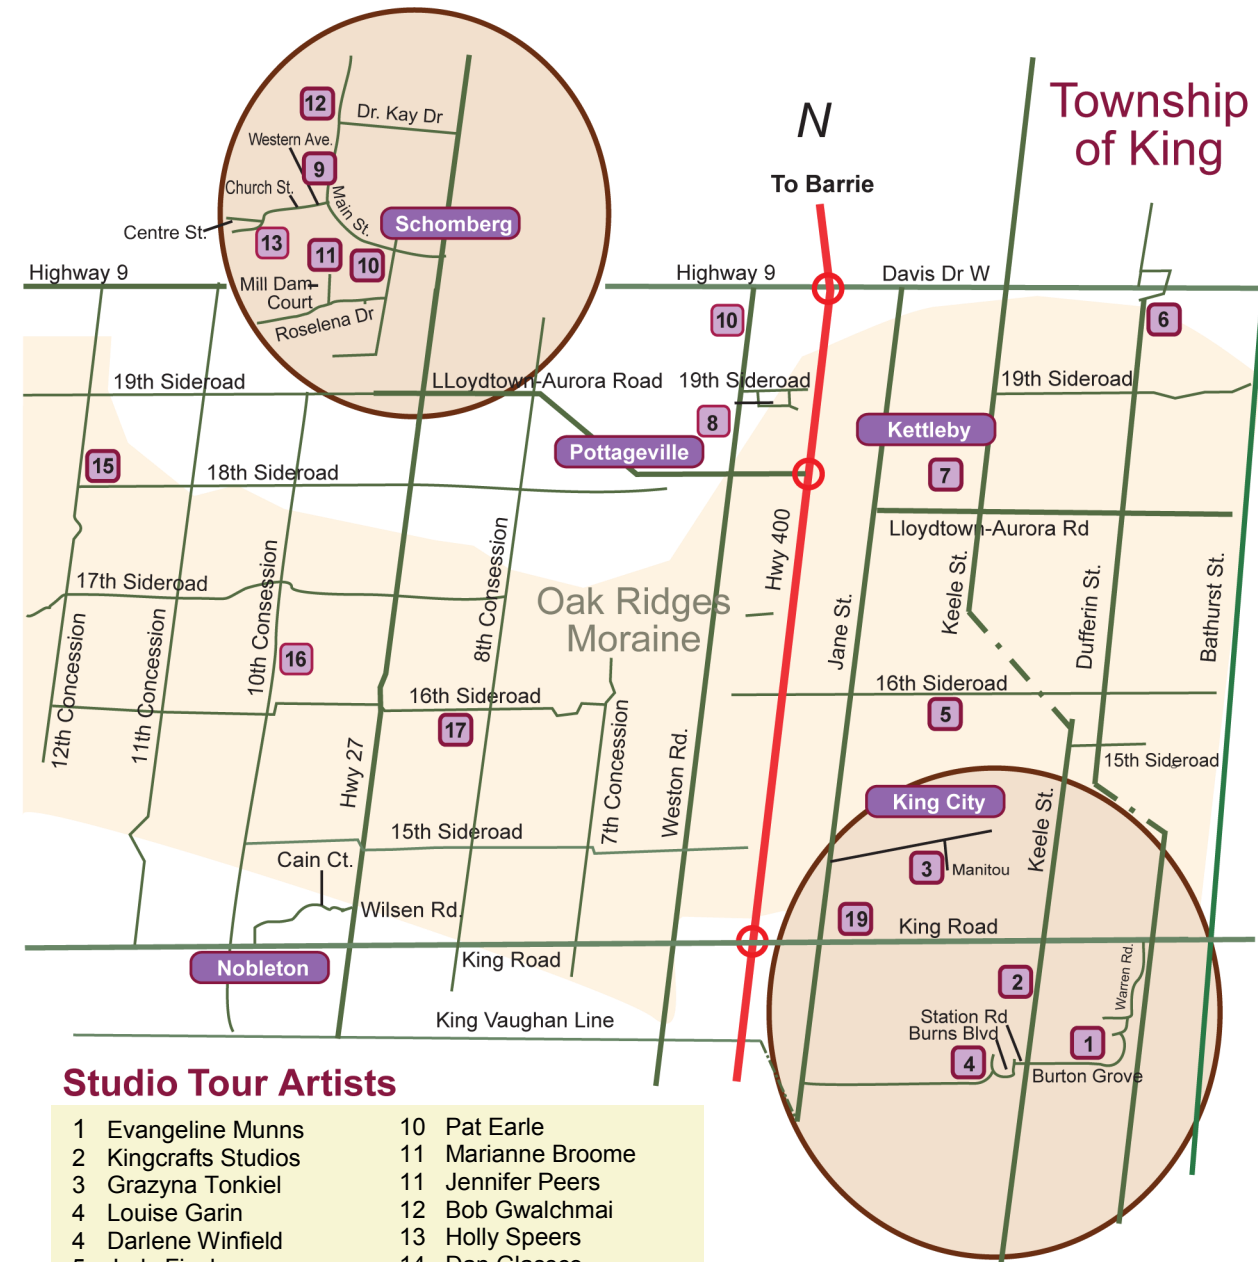 Township
of King
N
To Barrie
12
Dr. Kay Dr
Western Ave.
9
Church St.
Main St.
Schomberg
Centre St.
13
11
10
Mill Dam
Court
Roselena Dr
Highway 9
Highway 9
Davis Dr W
10
6
19th Sideroad
LLoydtown-Aurora Road
19th Sideroad
19th Sideroad
8
Kettleby
Pottageville
15
18th Sideroad
7
Lloydtown-Aurora Rd
Hwy 400
17th Sideroad
10th Consession
8th Consession
Oak Ridges
Moraine
Keele St.
Dufferin St.
Bathurst St.
Jane St.
12th Concession
11th Concession
16
16th Sideroad
16th Sideroad
17
5
Hwy 27
7th Concession
Weston Rd.
15th Sideroad
15th Sideroad
King City
Keele St.
Cain Ct.
3
Manitou
Wilsen Rd.
19
King Road
King Road
Nobleton
2
Warren Rd.
King Vaughan Line
Station Rd
Burns Blvd
4
1
Burton Grove
Studio Tour Artists
1 Evangeline Munns
2 Kingcrafts Studios
3 Grazyna Tonkiel
4 Louise Garin
4 Darlene Winfield
10 Pat Earle
11 Marianne Broome
11 Jennifer Peers
12 Bob Gwalchmai
13 Holly Speers